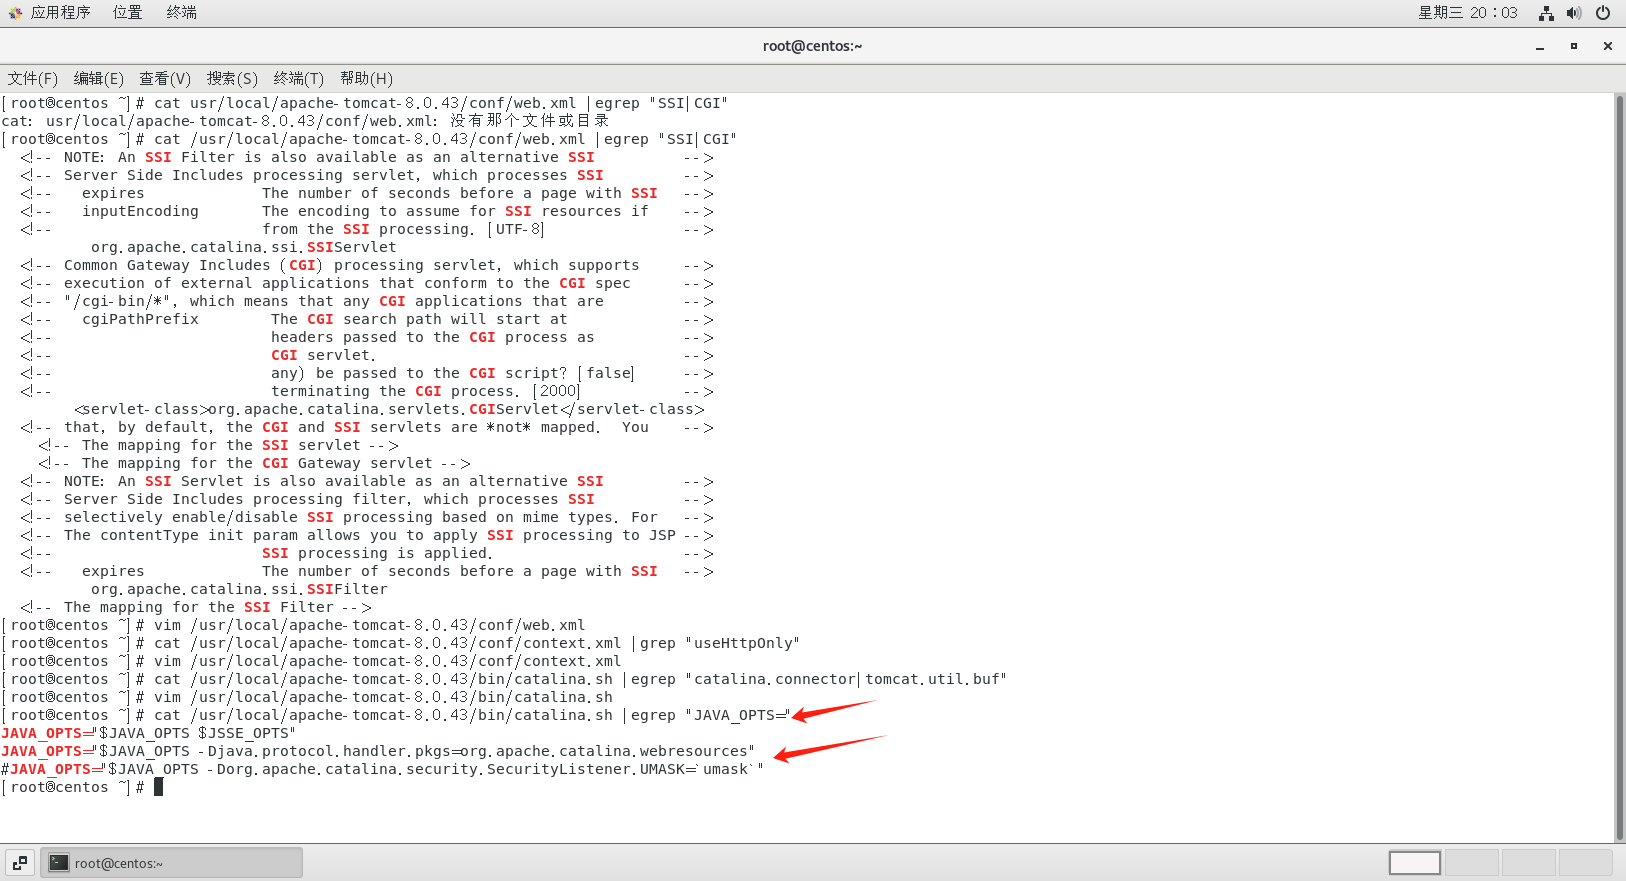 应用程序 位置 终端 星期三 20：03
root@centos:~
文件(F) 编辑(E) 查看(V) 搜索(S) 终端(T) 帮助(H)
[root@centos ~]# cat usr/local/apache-tomcat-8.0.43/conf/web.xml |egrep "SSI|CGI"
cat: usr/local/apache-tomcat-8.0.43/conf/web.xml: 没有那个文件或目录
[root@centos ~]# cat /usr/local/apache-tomcat-8.0.43/conf/web.xml |egrep "SSI|CGI"
  <!-- NOTE: An SSI Filter is also available as an alternative SSI          -->
  <!-- Server Side Includes processing servlet, which processes SSI         -->
  <!--   expires             The number of seconds before a page with SSI   -->
  <!--   inputEncoding       The encoding to assume for SSI resources if    -->
  <!--                       from the SSI processing. [UTF-8]               -->
          org.apache.catalina.ssi.SSIServlet
  <!-- Common Gateway Includes (CGI) processing servlet, which supports     -->
  <!-- execution of external applications that conform to the CGI spec      -->
  <!-- "/cgi-bin/*", which means that any CGI applications that are         -->
  <!--   cgiPathPrefix        The CGI search path will start at             -->
  <!--                        headers passed to the CGI process as          -->
  <!--                        CGI servlet.                                  -->
  <!--                        any) be passed to the CGI script? [false]     -->
  <!--                        terminating the CGI process. [2000]           -->
        <servlet-class>org.apache.catalina.servlets.CGIServlet</servlet-class>
  <!-- that, by default, the CGI and SSI servlets are *not* mapped.  You    -->
    <!-- The mapping for the SSI servlet -->
    <!-- The mapping for the CGI Gateway servlet -->
  <!-- NOTE: An SSI Servlet is also available as an alternative SSI         -->
  <!-- Server Side Includes processing filter, which processes SSI          -->
  <!-- selectively enable/disable SSI processing based on mime types. For   -->
  <!-- The contentType init param allows you to apply SSI processing to JSP -->
  <!--                       SSI processing is applied.                     -->
  <!--   expires             The number of seconds before a page with SSI   -->
          org.apache.catalina.ssi.SSIFilter
  <!-- The mapping for the SSI Filter -->
[root@centos ~]# vim /usr/local/apache-tomcat-8.0.43/conf/web.xml
[root@centos ~]# cat /usr/local/apache-tomcat-8.0.43/conf/context.xml |grep "useHttpOnly"
[root@centos ~]# vim /usr/local/apache-tomcat-8.0.43/conf/context.xml
[root@centos ~]# cat /usr/local/apache-tomcat-8.0.43/bin/catalina.sh |egrep "catalina.connector|tomcat.util.buf"
[root@centos ~]# vim /usr/local/apache-tomcat-8.0.43/bin/catalina.sh
[root@centos ~]# cat /usr/local/apache-tomcat-8.0.43/bin/catalina.sh |egrep "JAVA_OPTS="
JAVA_OPTS="$JAVA_OPTS $JSSE_OPTS"
JAVA_OPTS="$JAVA_OPTS -Djava.protocol.handler.pkgs=org.apache.catalina.webresources"
#JAVA_OPTS="$JAVA_OPTS -Dorg.apache.catalina.security.SecurityListener.UMASK=`umask`"
[root@centos ~]#
root@centos:~